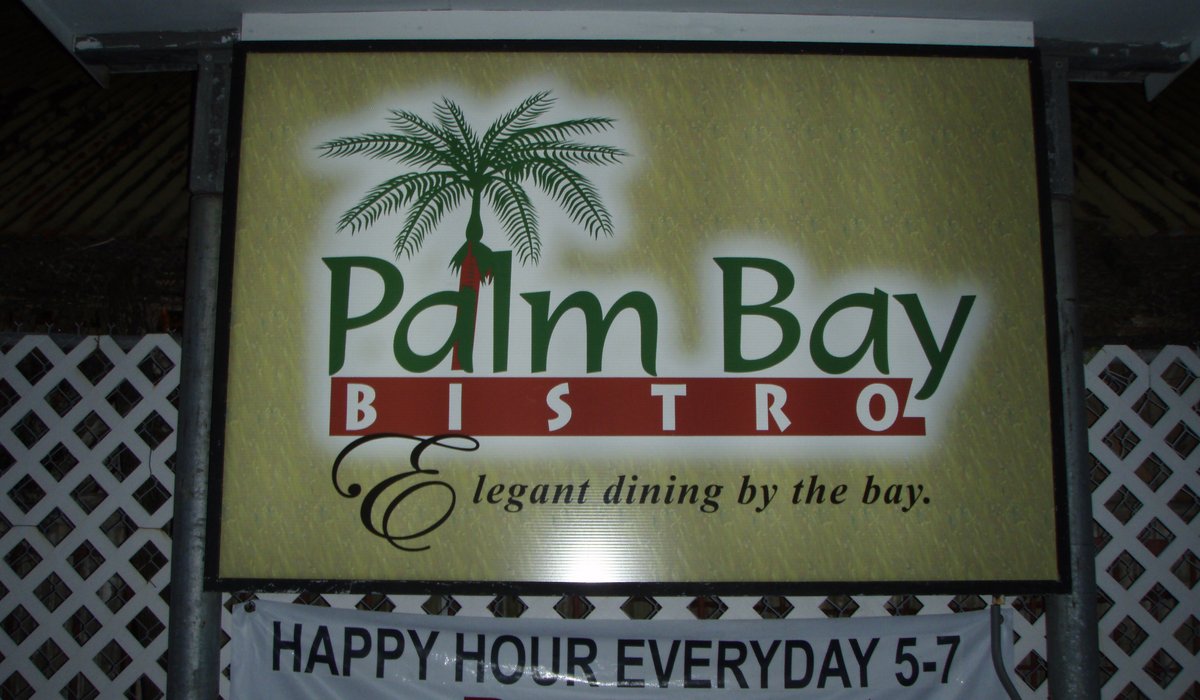 Palm Bay
BISTRO
Elegant dining by the bay.
HAPPY HOUR EVERYDAY 5-7